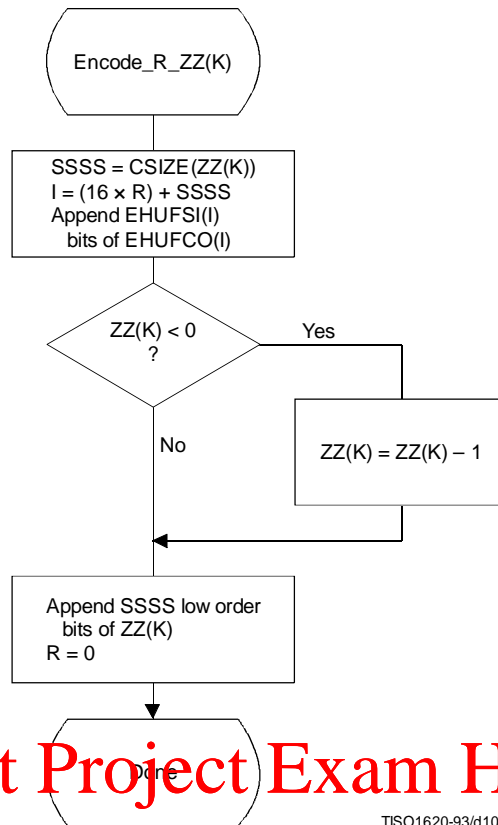 Encode_R_ZZ(K)
SSSS = CSIZE(ZZ(K))
I = (16 × R) + SSSS
Append EHUFSI(I)
bits of EHUFCO(I)
ZZ(K) < 0
?
Yes
No
ZZ(K) = ZZ(K) – 1
Append SSSS low order
bits of ZZ(K)
R = 0
Done
t Project Exam H
TISO1620-93/d10